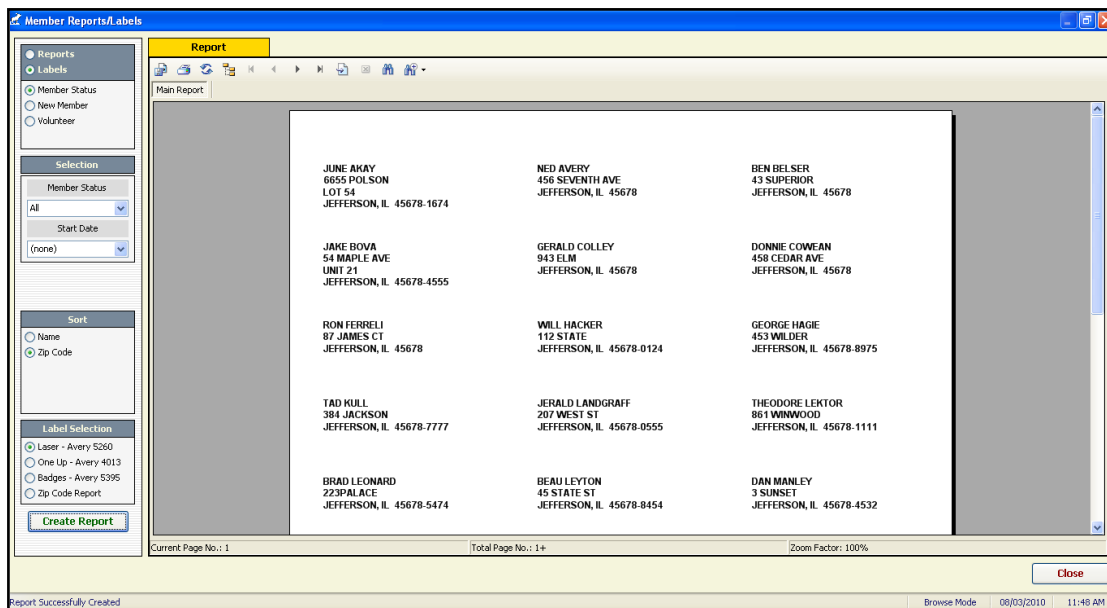 Member Reports/Labels
Reports
Labels
Member Status
New Member
Volunteer
Selection
Member Status
All
Start Date
(none)
Sort
Name
Zip Code
Label Selection
Laser - Avery 5260
One Up - Avery 4013
Badges - Avery 5395
Zip Code Report
Create Report
Report
Main Report
JUNE AKAY
6655 POLSON
LOT 54
JEFFERSON, IL 45678-1674
NED AVERY
456 SEVENTH AVE
JEFFERSON, IL 45678
BEN BELSER
43 SUPERIOR
JEFFERSON, IL 45678
JAKE BOVA
54 MAPLE AVE
UNIT 21
JEFFERSON, IL 45678-4555
GERALD COLLEY
943 ELM
JEFFERSON, IL 45678
DONNIE COWEAN
458 CEDAR AVE
JEFFERSON, IL 45678
RON FERRELI
87 JAMES CT
JEFFERSON, IL 45678
WILL HACKER
112 STATE
JEFFERSON, IL 45678-0124
GEORGE HAGIE
453 WILDER
JEFFERSON, IL 45678-8975
TAD KULL
384 JACKSON
JEFFERSON, IL 45678-7777
JERALD LANDGRAFF
207 WEST ST
JEFFERSON, IL 45678-0555
THEODORE LEKTOR
861 WINWOOD
JEFFERSON, IL 45678-1111
BRAD LEONARD
223PALACE
JEFFERSON, IL 45678-5474
BEAU LEYTON
45 STATE ST
JEFFERSON, IL 45678-8454
DAN MANLEY
3 SUNSET
JEFFERSON, IL 45678-4532
Current Page No.: 1
Total Page No.: 1+
Zoom Factor: 100%
Close
Report Successfully Created
Browse Mode
08/03/2010
11:48 AM